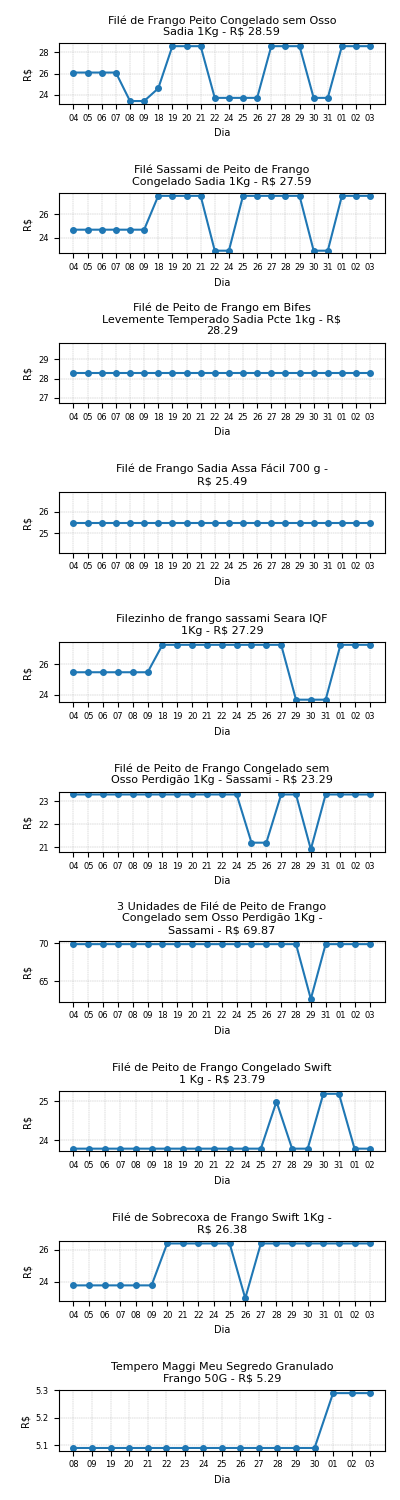 Filé de Frango Peito Congelado sem Osso
Sadia 1Kg - R$ 28.59
28
26
24
R$
04 05 06 07 08 09 18 19 20 21 22 24 25 26 27 28 29 30 31 01 02 03
Dia
Filé Sassami de Peito de Frango
Congelado Sadia 1Kg - R$ 27.59
26
24
R$
04 05 06 07 08 09 18 19 20 21 22 24 25 26 27 28 29 30 31 01 02 03
Dia
Filé de Peito de Frango em Bifes
Levemente Temperado Sadia Pcte 1kg - R$
28.29
29
28
27
R$
04 05 06 07 08 09 18 19 20 21 22 24 25 26 27 28 29 30 31 01 02 03
Dia
Filé de Frango Sadia Assa Fácil 700 g -
R$ 25.49
26
25
R$
04 05 06 07 08 09 18 19 20 21 22 24 25 26 27 28 29 30 31 01 02 03
Dia
Filezinho de frango sassami Seara IQF
1Kg - R$ 27.29
26
24
R$
04 05 06 07 08 09 18 19 20 21 22 24 25 26 27 29 30 31 01 02 03
Dia
Filé de Peito de Frango Congelado sem
Osso Perdigão 1Kg - Sassami - R$ 23.29
23
22
21
R$
04 05 06 07 08 09 18 19 20 21 22 24 25 26 27 28 29 31 01 02 03
Dia
3 Unidades de Filé de Peito de Frango
Congelado sem Osso Perdigão 1Kg -
Sassami - R$ 69.87
70
65
R$
04 05 06 07 08 09 18 19 20 21 22 24 25 26 27 28 29 31 01 02 03
Dia
Filé de Peito de Frango Congelado Swift
1 Kg - R$ 23.79
25
24
R$
04 05 06 07 08 09 18 19 20 21 22 24 25 27 28 29 30 31 01 02
Dia
Filé de Sobrecoxa de Frango Swift 1Kg -
R$ 26.38
26
24
R$
04 05 06 07 08 09 20 21 22 24 25 26 27 28 29 30 31 01 02 03
Dia
Tempero Maggi Meu Segredo Granulado
Frango 50G - R$ 5.29
5.3
5.2
5.1
R$
08 09 19 20 21 22 23 24 25 26 27 28 29 30 01 02 03
Dia